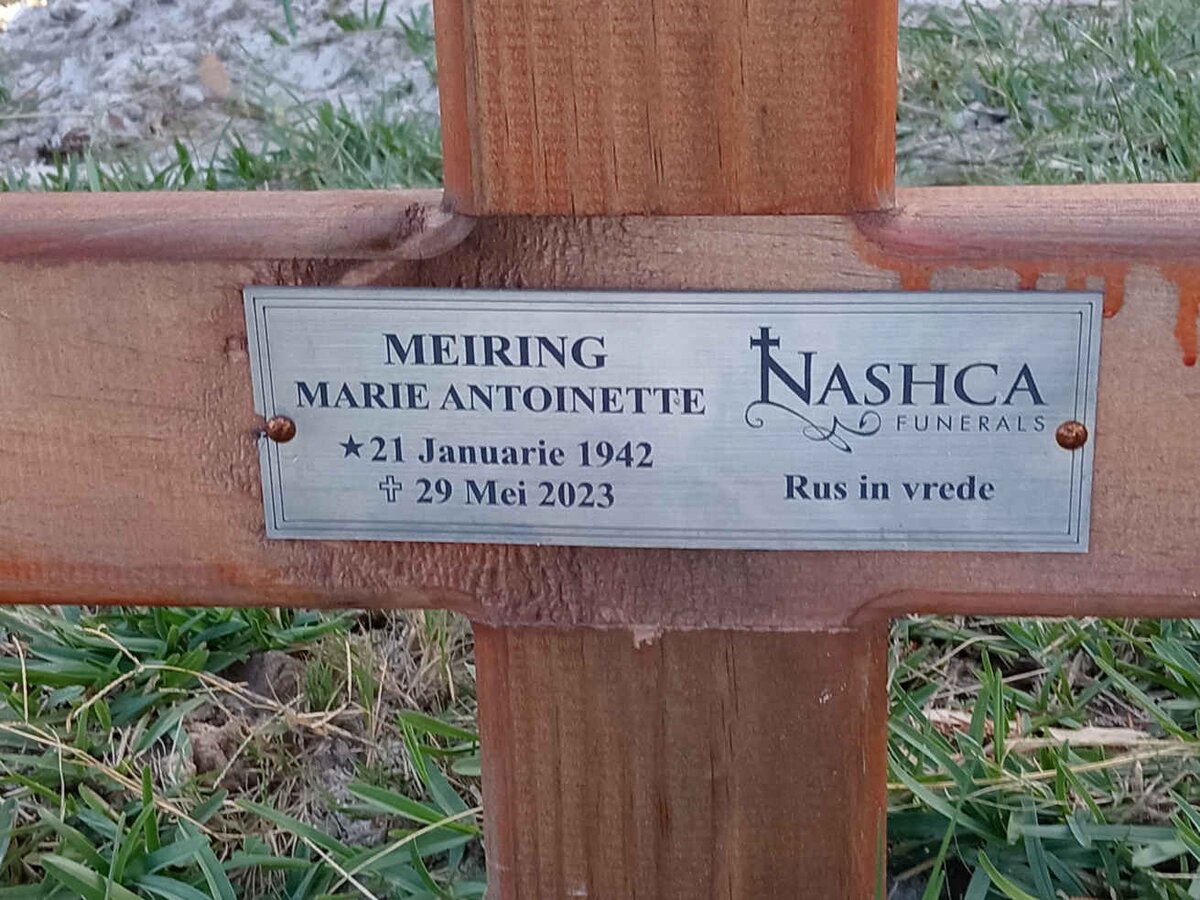 MEIRING
MARIE ANTOINETTE
★21 Januarie 1942
✞ 29 Mei 2023
NASHCA
FUNERALS
Rus in vrede